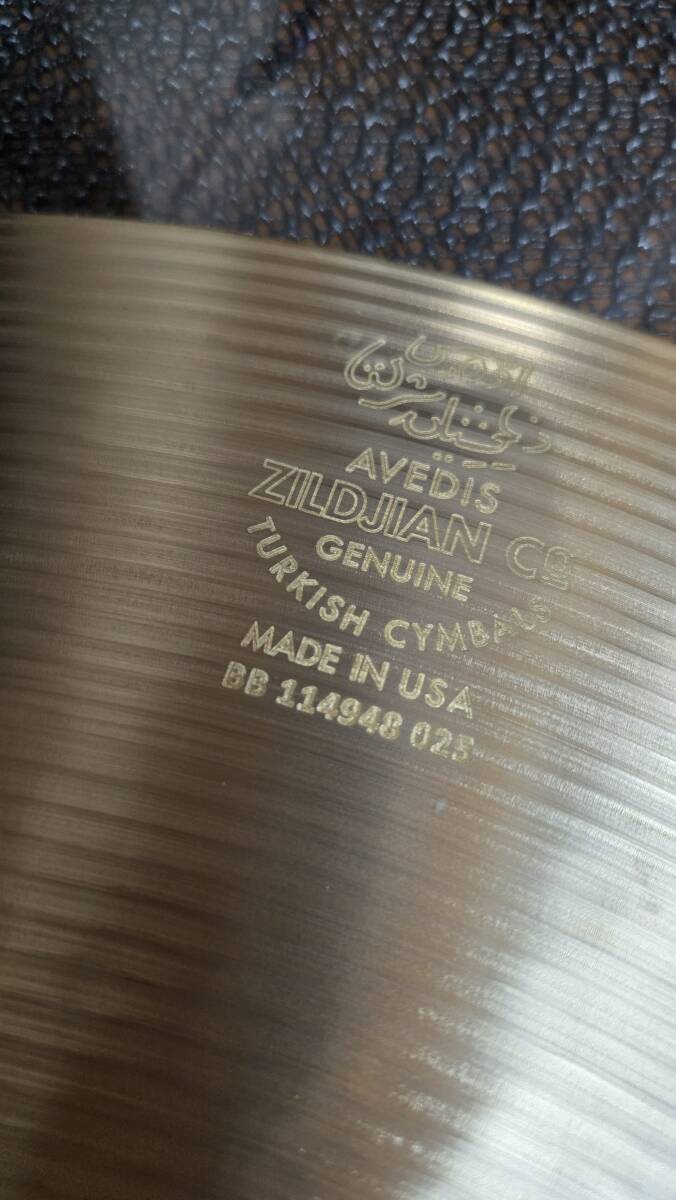 AVEDIS
ZILDJIAN CO
GENUINE
TURKISH CYMBALS
MADE IN USA
BB 114948 025